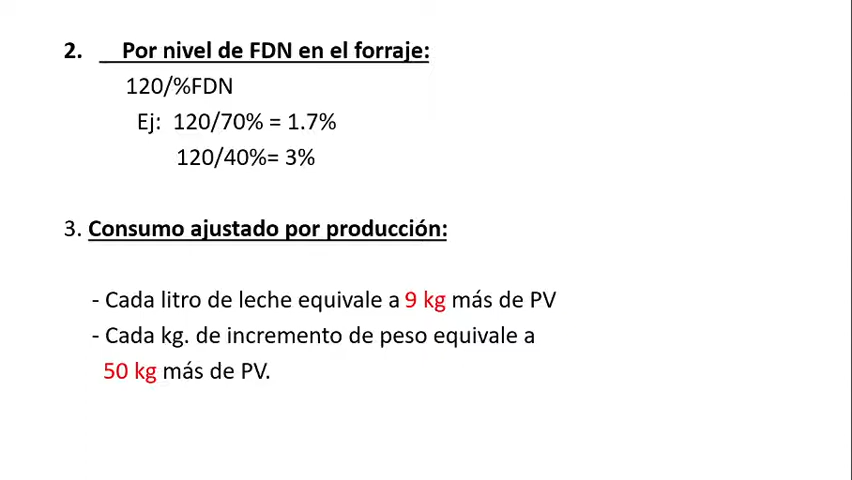 2. Por nivel de FDN en el forraje:
120/%FDN
Ej: 120/70% = 1.7%
120/40%= 3%
3. Consumo ajustado por producción:
- Cada litro de leche equivale a 9 kg más de PV
- Cada kg. de incremento de peso equivale a
50 kg más de PV.